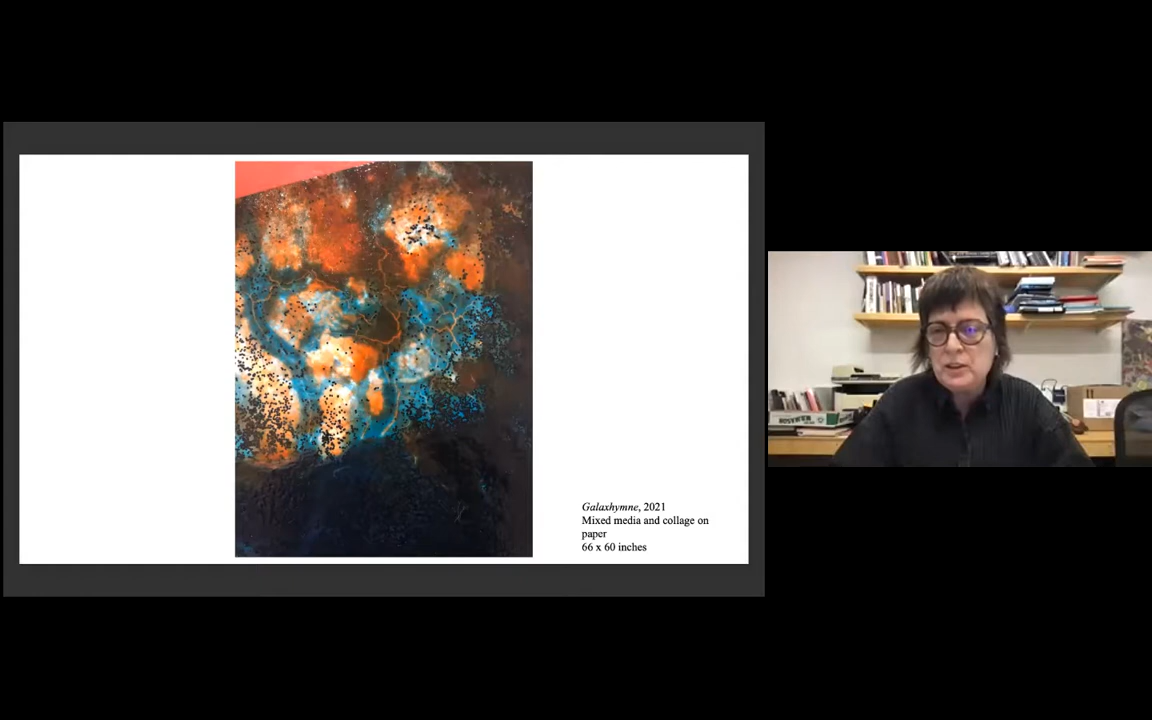 Galaxhymne, 2021
Mixed media and collage on
paper
66 x 60 inches